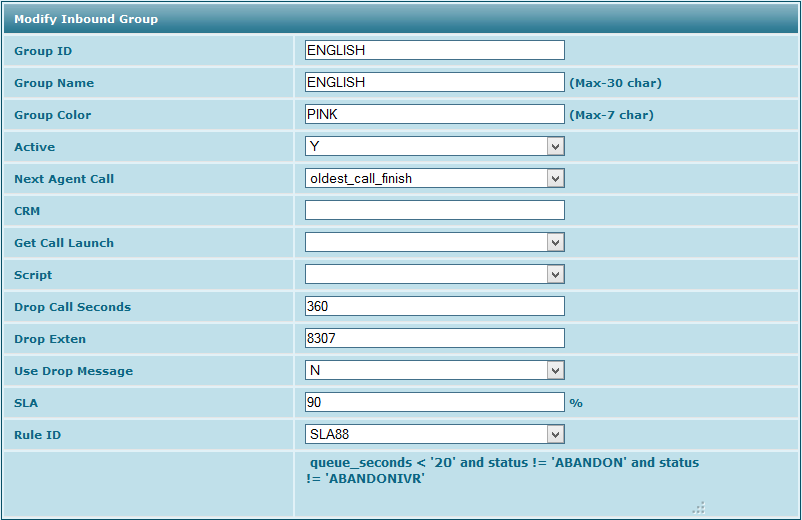 Modify Inbound Group
Group ID ENGLISH
Group Name ENGLISH (Max-30 char)
Group Color PINK (Max-7 char)
Active Y
Next Agent Call oldest_call_finish
CRM
Get Call Launch
Script
Drop Call Seconds 360
Drop Exten 8307
Use Drop Message N
SLA 90 %
Rule ID SLA88
queue_seconds < '20' and status != 'ABANDON' and status
!= 'ABANDONIVR'